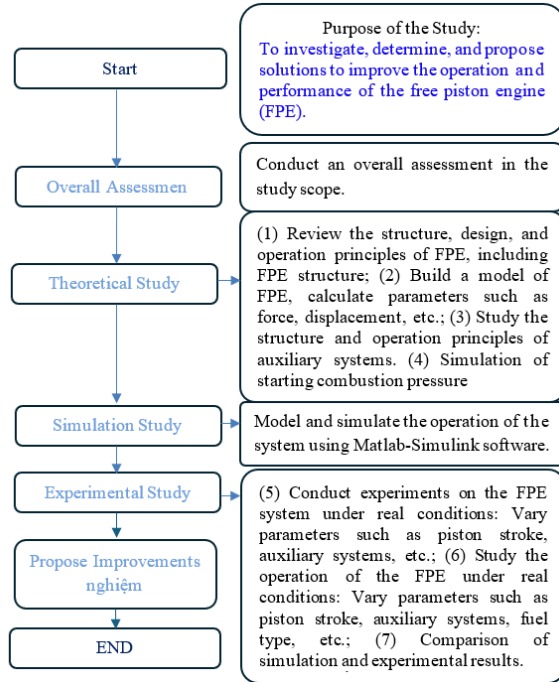 Start
Purpose of the Study:
To investigate, determine, and propose
solutions to improve the operation and
performance of the free piston engine
(FPE).
Overall Assessmen
Conduct an overall assessment in the
study scope.
Theoretical Study
(1) Review the structure, design, and
operation principles of FPE, including
FPE structure; (2) Build a model of
FPE, calculate parameters such as
force, displacement, etc.; (3) Study the
structure and operation principles of
auxiliary systems. (4) Simulation of
starting combustion pressure
Simulation Study
Model and simulate the operation of the
system using Matlab-Simulink software.
Experimental Study
(5) Conduct experiments on the FPE
system under real conditions: Vary
parameters such as piston stroke,
auxiliary systems, etc.; (6) Study the
operation of the FPE under real
conditions: Vary parameters such as
piston stroke, auxiliary systems, fuel
type, etc.; (7) Comparison of
simulation and experimental results.
Propose Improvements
nghiệm
END